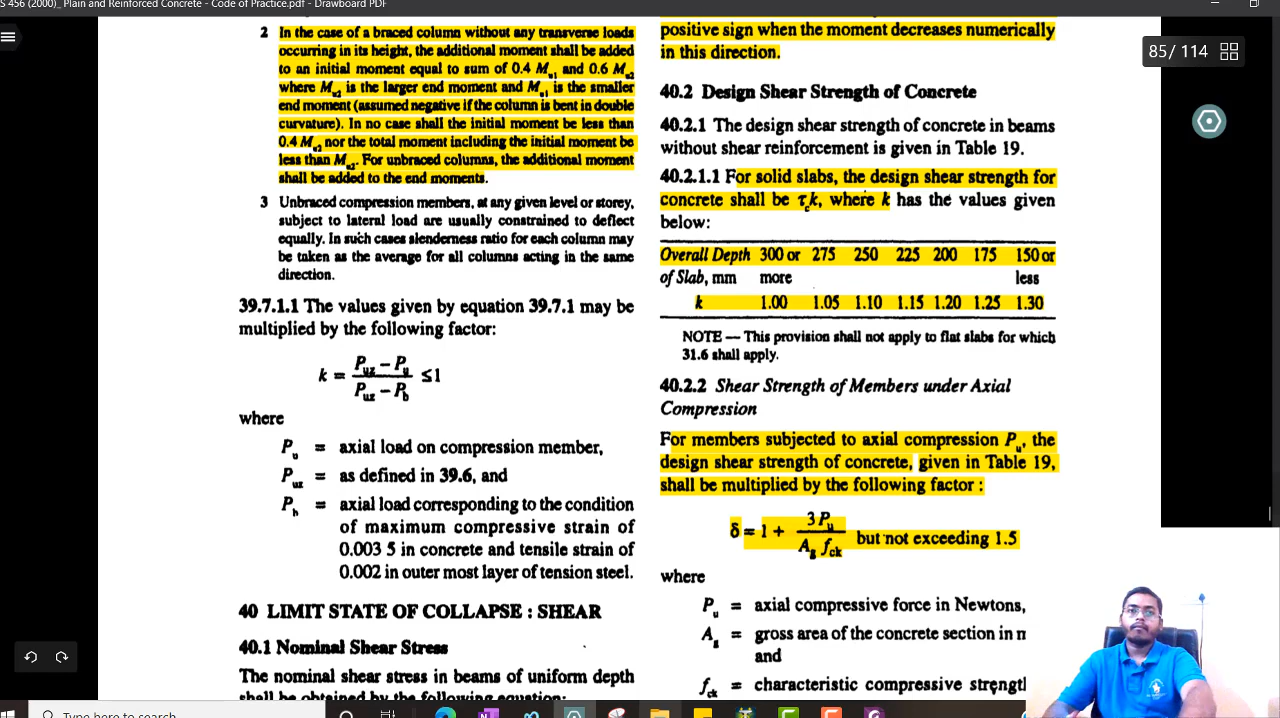 S 456 (2000)_ Plain and Reinforced Concrete - Code of Practice.pdf - Drawboard PDF
85 / 114
2 In the case of a braced column without any transverse loads
occurring in its height, the additional moment shall be added
to an initial moment equal to sum of 0.4 Mu1 and 0.6 Mu2
where Mu2 is the larger end moment and Mu1 is the smaller
end moment (assumed negative if the column is bent in double
curvature). In no case shall the initial moment be less than
0.4 Mu2 nor the total moment including the initial moment be
less than Mu2. For unbraced columns, the additional moment
shall be added to the end moments.
3 Unbraced compression members, at any given level or storey,
subject to lateral load are usually constrained to deflect
equally. In such cases slenderness ratio for each column may
be taken as the average for all columns acting in the same
direction.
39.7.1.1 The values given by equation 39.7.1 may be
multiplied by the following factor:
k = (Puz – Pu) / (Puz – Pb) ≤ 1
where
Pu = axial load on compression member,
Puz = as defined in 39.6, and
Pb = axial load corresponding to the condition
of maximum compressive strain of
0.003 5 in concrete and tensile strain of
0.002 in outer most layer of tension steel.
40 LIMIT STATE OF COLLAPSE : SHEAR
40.1 Nominal Shear Stress
The nominal shear stress in beams of uniform depth
shall be obtained by the following equation:
positive sign when the moment decreases numerically
in this direction.
40.2 Design Shear Strength of Concrete
40.2.1 The design shear strength of concrete in beams
without shear reinforcement is given in Table 19.
40.2.1.1 For solid slabs, the design shear strength for
concrete shall be τck, where k has the values given
below:
Overall Depth 300 or 275 250 225 200 175 150 or
of Slab, mm more less
k 1.00 1.05 1.10 1.15 1.20 1.25 1.30
NOTE — This provision shall not apply to flat slabs for which
31.6 shall apply.
40.2.2 Shear Strength of Members under Axial
Compression
For members subjected to axial compression Pu, the
design shear strength of concrete, given in Table 19,
shall be multiplied by the following factor :
δ = 1 + 3 Pu / (Ag fck) but not exceeding 1.5
where
Pu = axial compressive force in Newtons,
Ag = gross area of the concrete section in
and
fck = characteristic compressive strengt
Type here to search